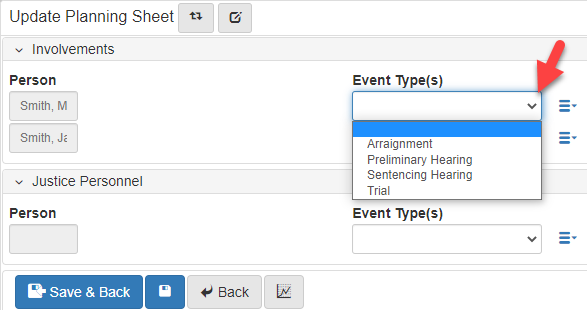 Update Planning Sheet
Involvements
Person Event Type(s)
Smith, M
Smith, Ja
Arraignment
Preliminary Hearing
Sentencing Hearing
Trial
Justice Personnel
Person Event Type(s)
Save & Back Back